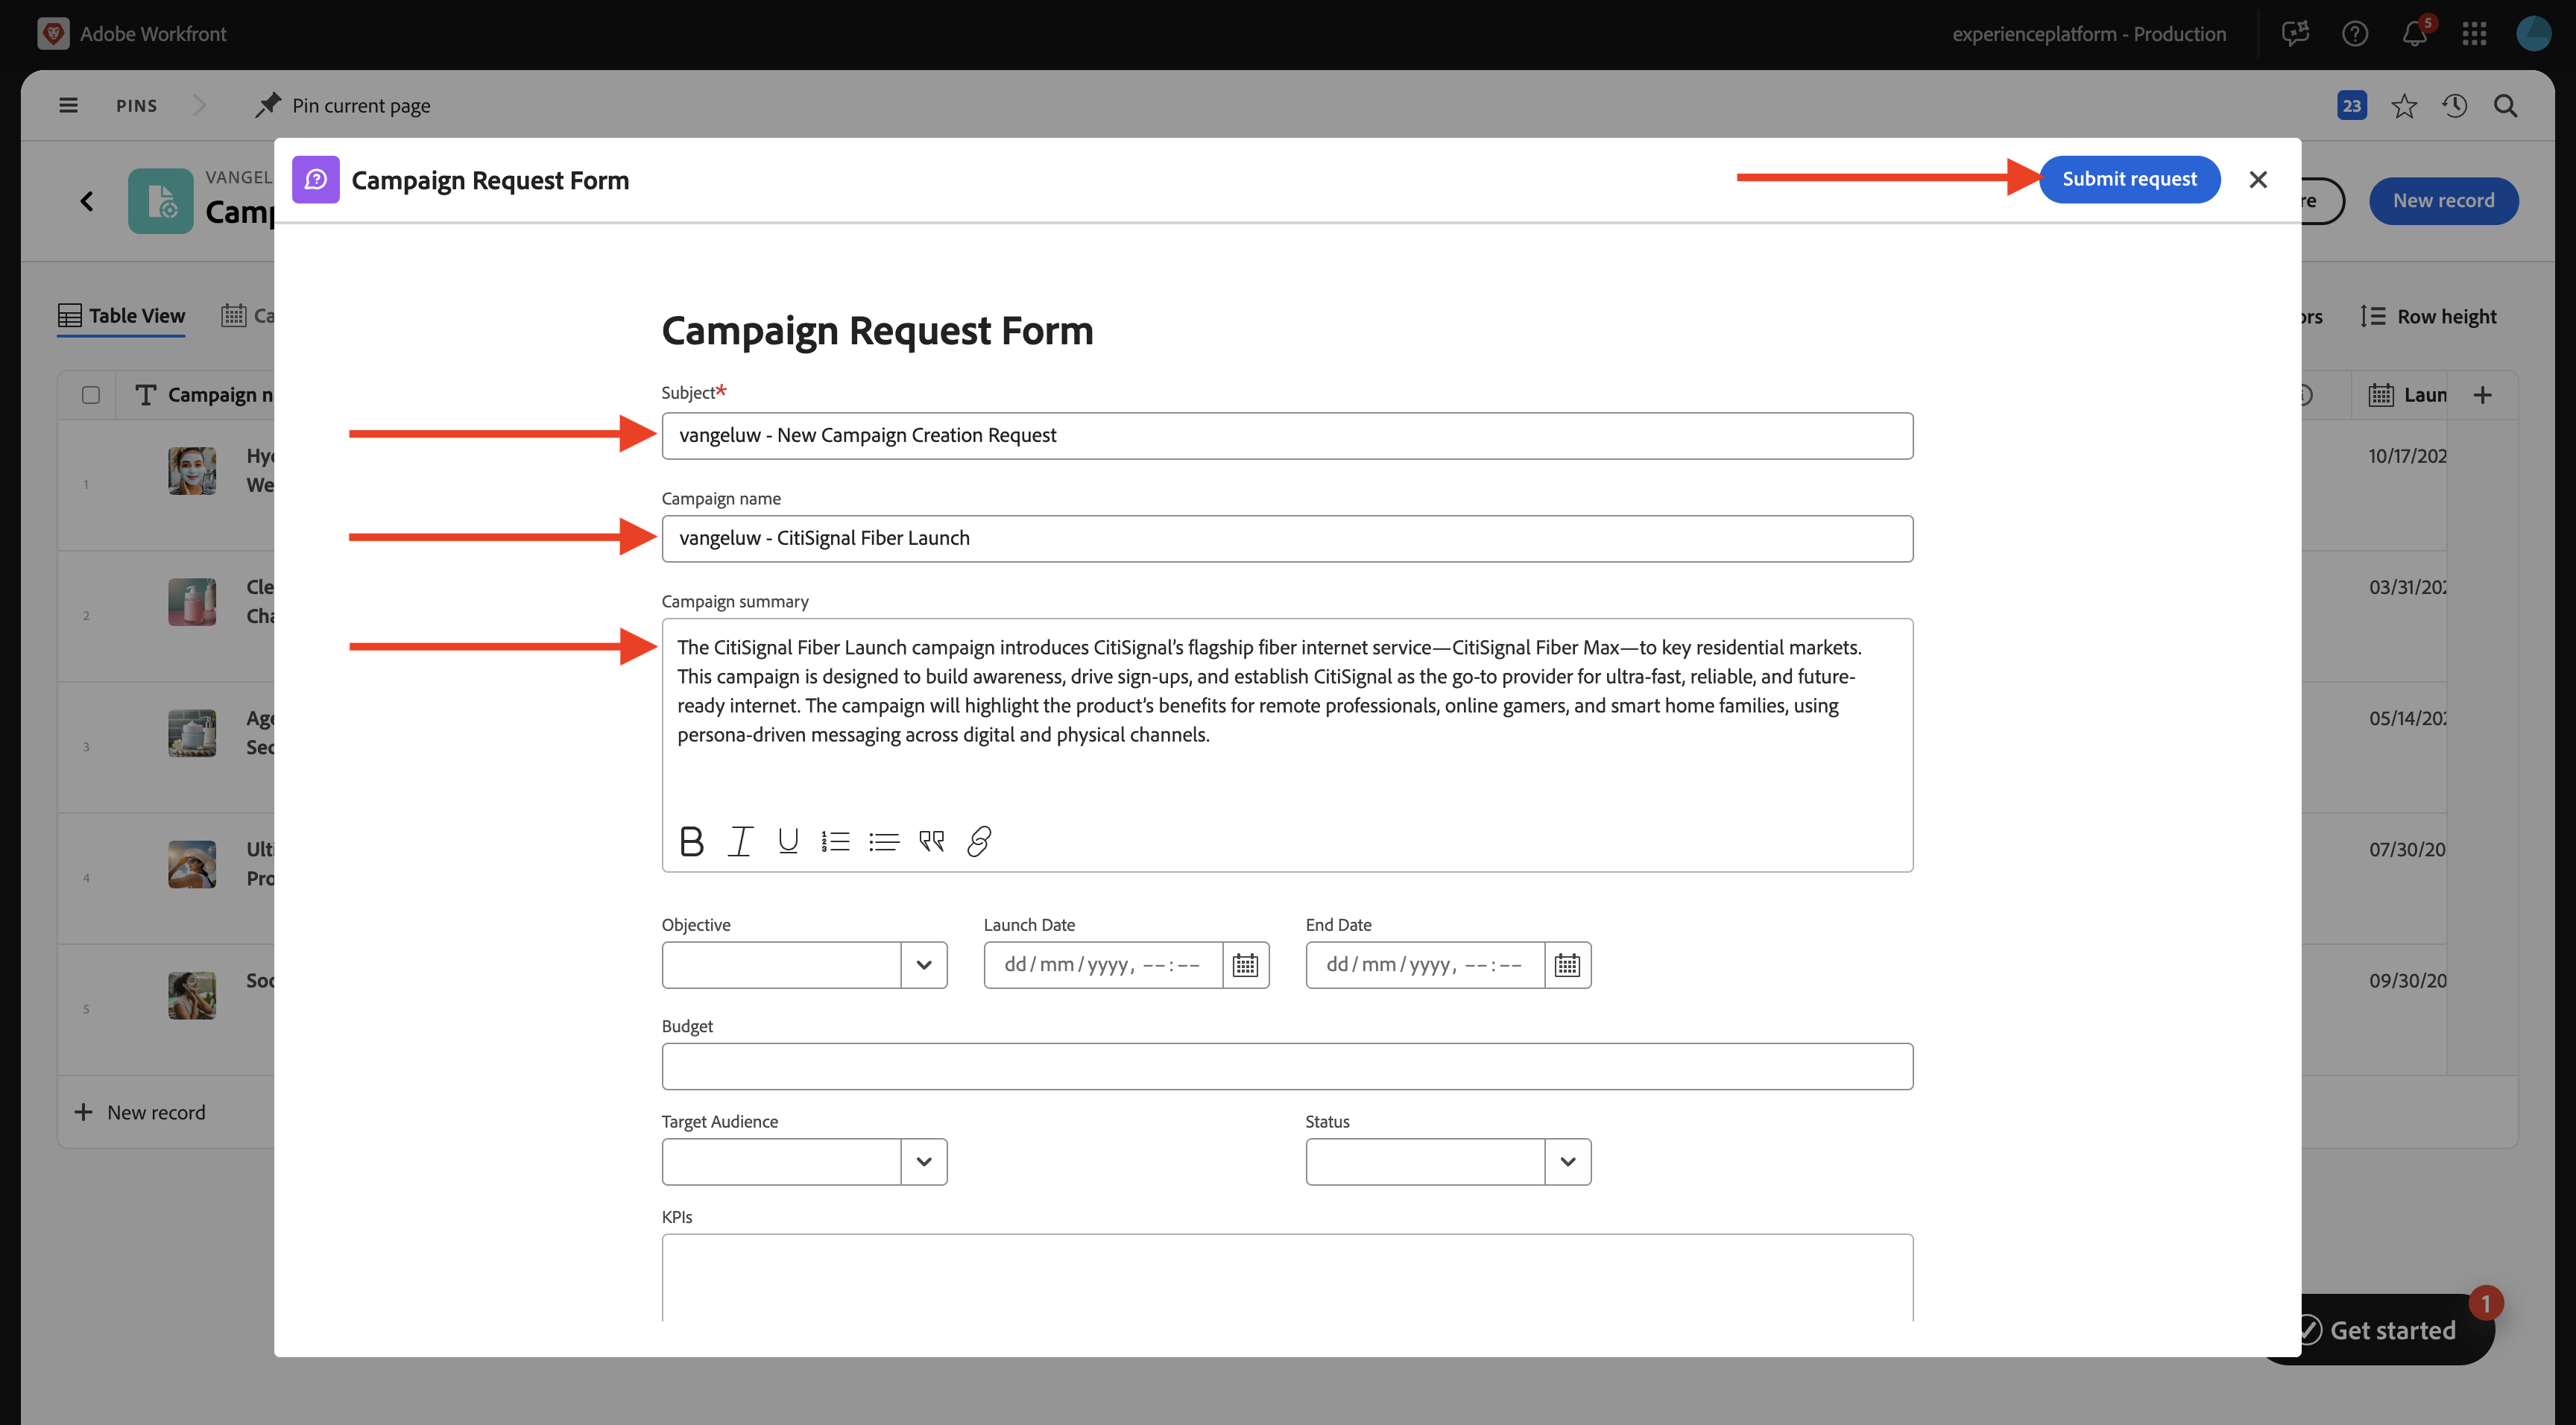 Adobe Workfront
experienceplatform - Production
5
PINS
Pin current page
23
VANGEL
Camp
Campaign Request Form
Submit request
re
New record
Table View
Ca
ors
Row height
Campaign n
Laun
Campaign Request Form
Subject*
vangeluw - New Campaign Creation Request
Campaign name
vangeluw - CitiSignal Fiber Launch
Campaign summary
The CitiSignal Fiber Launch campaign introduces CitiSignal’s flagship fiber internet service—CitiSignal Fiber Max—to key residential markets.
This campaign is designed to build awareness, drive sign-ups, and establish CitiSignal as the go-to provider for ultra-fast, reliable, and future-
ready internet. The campaign will highlight the product’s benefits for remote professionals, online gamers, and smart home families, using
persona-driven messaging across digital and physical channels.
Objective
Launch Date
End Date
dd/mm/yyyy, --:--
dd/mm/yyyy, --:--
Budget
Target Audience
Status
KPIs
1
Hyd
We
10/17/202
2
Cle
Cha
03/31/202
3
Age
Sec
05/14/202
4
Ulti
Pro
07/30/20
5
Soc
09/30/20
New record
1
Get started